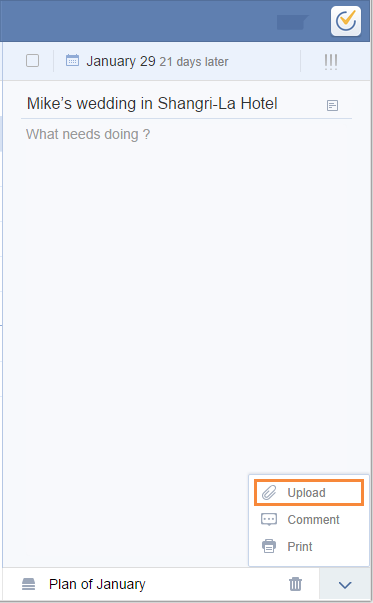 January 29 21 days later
!!!
Mike's wedding in Shangri-La Hotel
What needs doing ?
Upload
Comment
Print
Plan of January